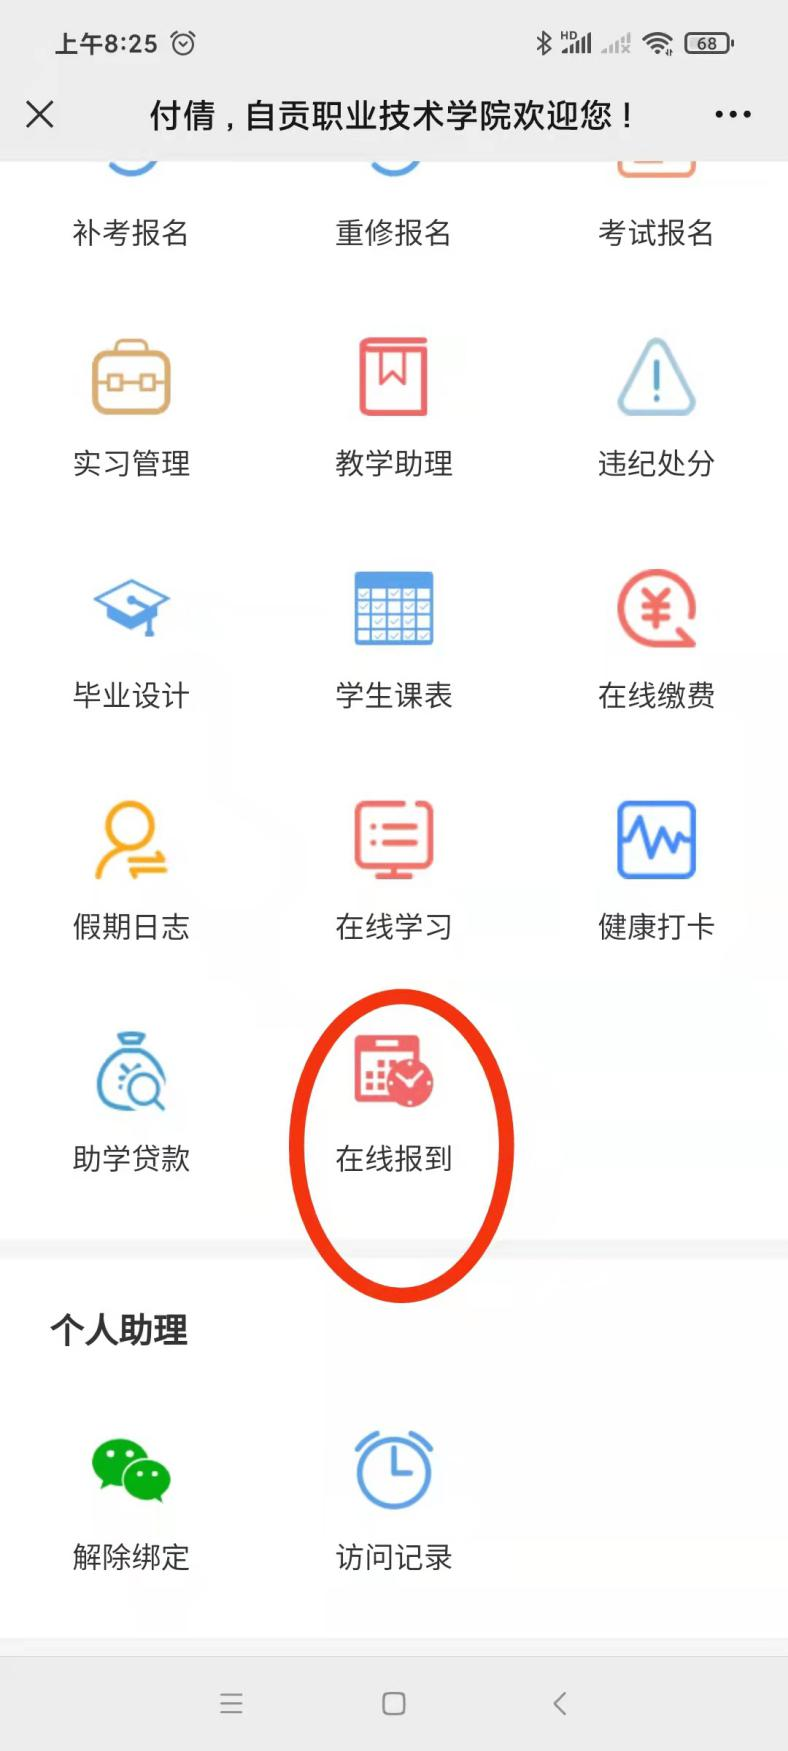 上午8:25 HD 68
付倩，自贡职业技术学院欢迎您！
补考报名 重修报名 考试报名
实习管理 教学助理 违纪处分
毕业设计 学生课表 在线缴费
假期日志 在线学习 健康打卡
助学贷款 在线报到
个人助理
解除绑定 访问记录